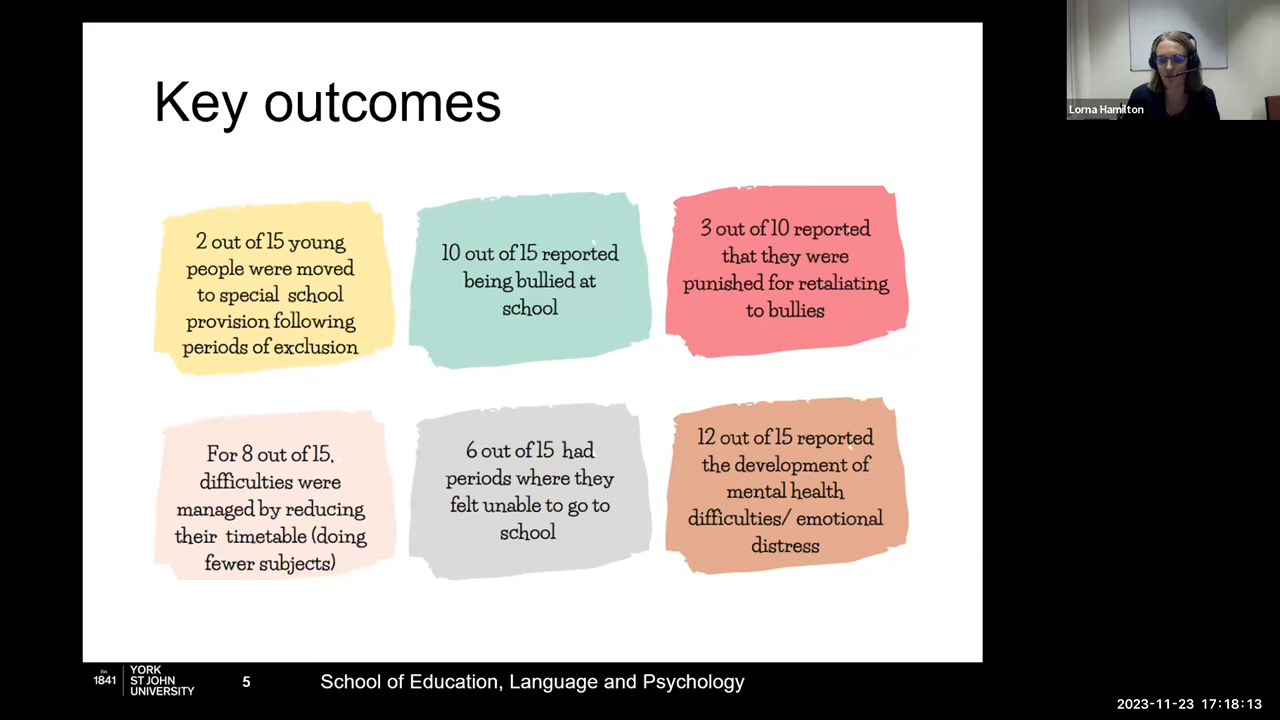 Key outcomes
2 out of 15 young
people were moved
to special school
provision following
periods of exclusion
10 out of 15 reported
being bullied at
school
3 out of 10 reported
that they were
punished for retaliating
to bullies
For 8 out of 15,
difficulties were
managed by reducing
their timetable (doing
fewer subjects)
6 out of 15 had
periods where they
felt unable to go to
school
12 out of 15 reported
the development of
mental health
difficulties/ emotional
distress
Est.
1841
YORK
ST JOHN
UNIVERSITY
5
School of Education, Language and Psychology
Lorna Hamilton
2023-11-23 17:18:13